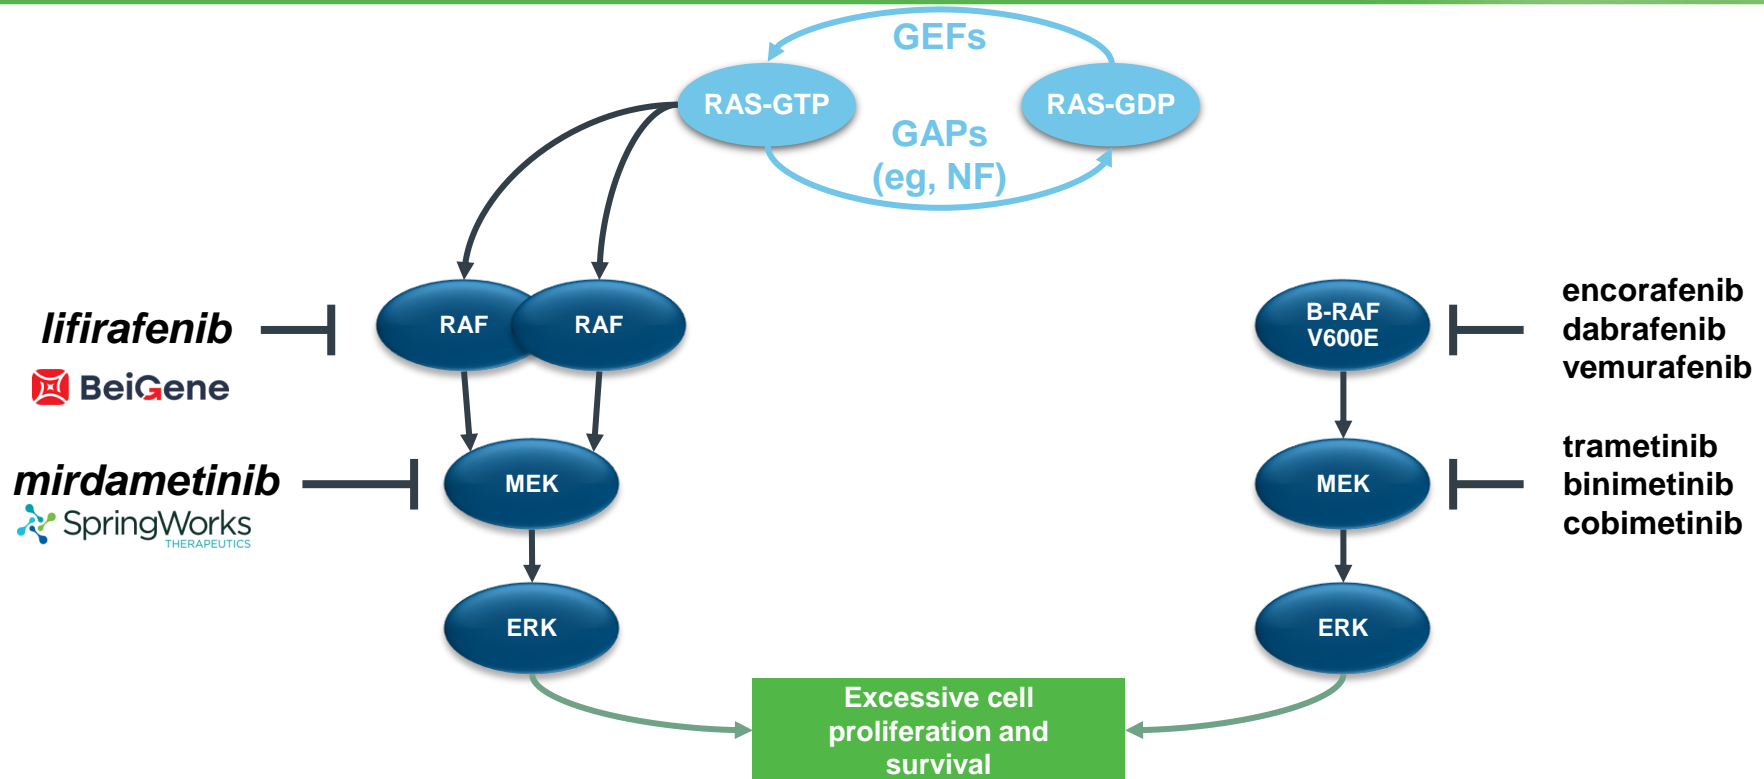 GEFs
RAS-GTP
RAS-GDP
GAPs
(eg, NF)
lifirafenib
BeiGene
RAF
RAF
B-RAF
V600E
encorafenib
dabrafenib
vemurafenib
mirdametinib
SpringWorks
THERAPEUTICS
MEK
MEK
trametinib
binimetinib
cobimetinib
ERK
ERK
Excessive cell
proliferation and
survival